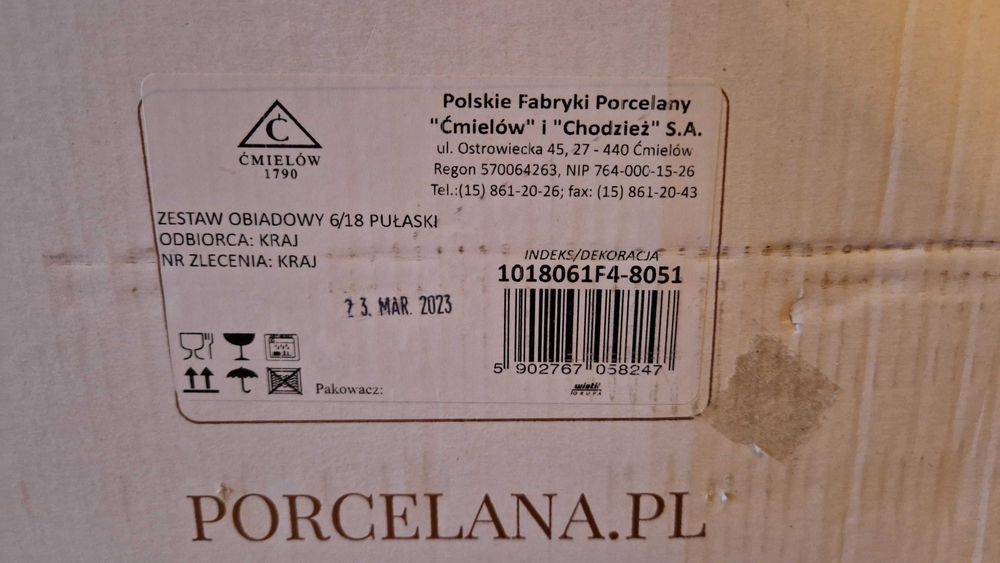 Ć
ĆMIELÓW
1790
Polskie Fabryki Porcelany
"Ćmielów" i "Chodzież" S.A.
ul. Ostrowiecka 45, 27 - 440 Ćmielów
Regon 570064263, NIP 764-000-15-26
Tel.:(15) 861-20-26; fax: (15) 861-20-43
ZESTAW OBIADOWY 6/18 PUŁASKI
ODBIORCA: KRAJ
NR ZLECENIA: KRAJ
23. MAR. 2023
INDEKS/DEKORACJA
1018061F4-8051
5 902767 058247
Pakowacz:
GRUPA
PORCELANA.PL